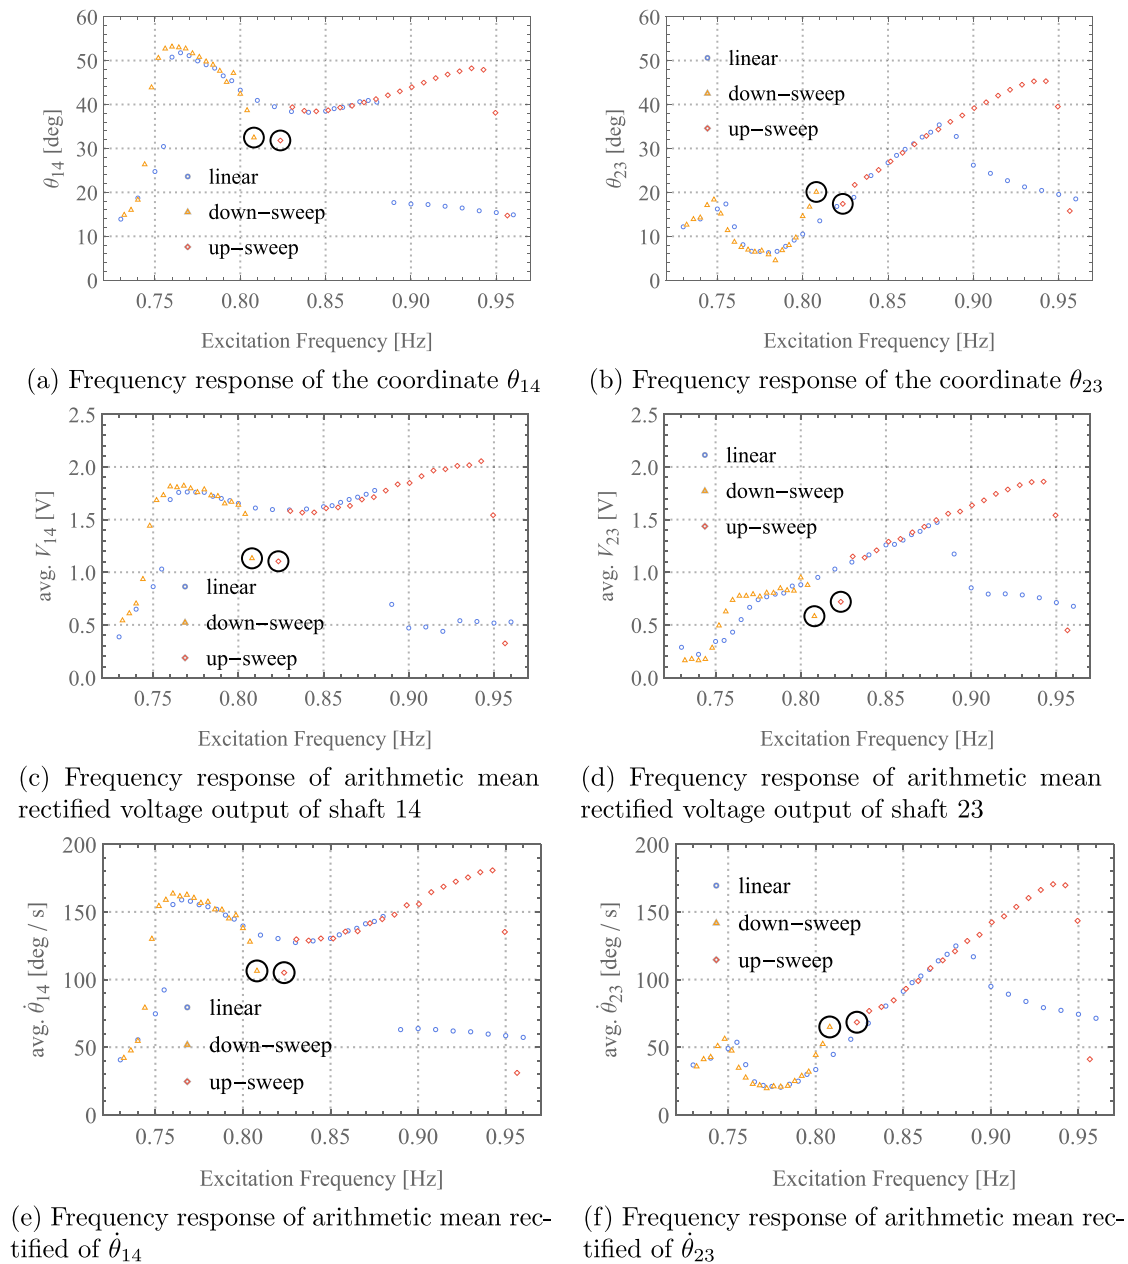 60
50
40
30
20
10
0
θ14 [deg]
linear
down−sweep
up−sweep
0.75 0.80 0.85 0.90 0.95
Excitation Frequency [Hz]
(a) Frequency response of the coordinate θ14
60
50
40
30
20
10
0
θ23 [deg]
linear
down−sweep
up−sweep
0.75 0.80 0.85 0.90 0.95
Excitation Frequency [Hz]
(b) Frequency response of the coordinate θ23
2.5
2.0
1.5
1.0
0.5
0.0
avg. V14 [V]
linear
down−sweep
up−sweep
0.75 0.80 0.85 0.90 0.95
Excitation Frequency [Hz]
(c) Frequency response of arithmetic mean
rectified voltage output of shaft 14
2.5
2.0
1.5
1.0
0.5
0.0
avg. V23 [V]
linear
down−sweep
up−sweep
0.75 0.80 0.85 0.90 0.95
Excitation Frequency [Hz]
(d) Frequency response of arithmetic mean
rectified voltage output of shaft 23
200
150
100
50
0
avg. θ̇14 [deg / s]
linear
down−sweep
up−sweep
0.75 0.80 0.85 0.90 0.95
Excitation Frequency [Hz]
(e) Frequency response of arithmetic mean rec-
tified of θ̇14
200
150
100
50
0
avg. θ̇23 [deg / s]
linear
down−sweep
up−sweep
0.75 0.80 0.85 0.90 0.95
Excitation Frequency [Hz]
(f) Frequency response of arithmetic mean rec-
tified of θ̇23